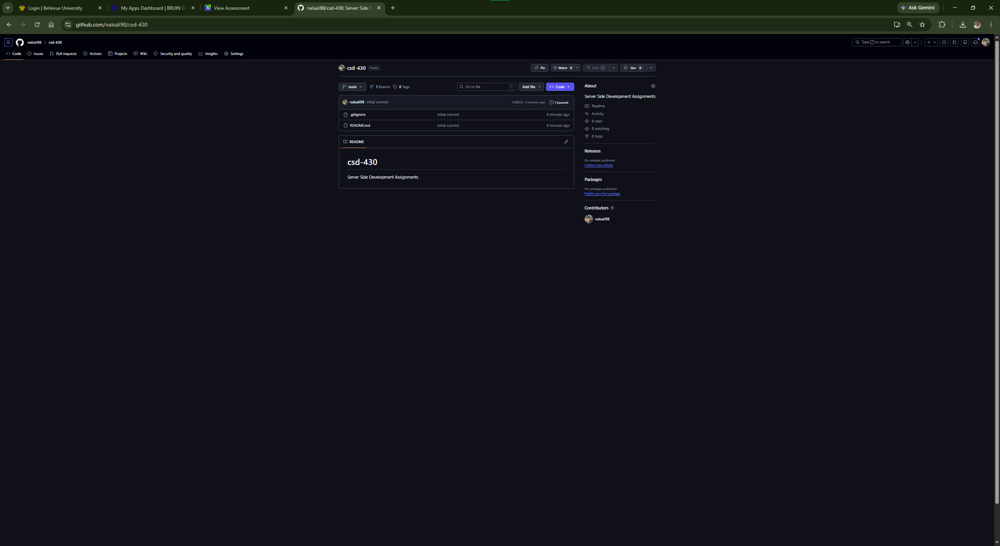 Login | Bellevue University
My Apps Dashboard | BRUIN Co
View Assessment
nalsali98/csd-430: Server Side D
Ask Gemini
github.com/nalsali98/csd-430
nalsali98 / csd-430
Type / to search
Code
Issues
Pull requests
Actions
Projects
Wiki
Security and quality
Insights
Settings
csd-430 Public
Pin
Watch 0
Fork 0
Star 0
main
1 Branch
0 Tags
Go to file T
Add file
Code
nalsali98 Initial commit 9c8f81e · 6 minutes ago 1 Commit
.gitignore Initial commit 6 minutes ago
README.md Initial commit 6 minutes ago
README
csd-430
Server Side Development Assignments
About
Server Side Development Assignments
Readme
Activity
0 stars
0 watching
0 forks
Releases
No releases published
Create a new release
Packages
No packages published
Publish your first package
Contributors 1
nalsali98